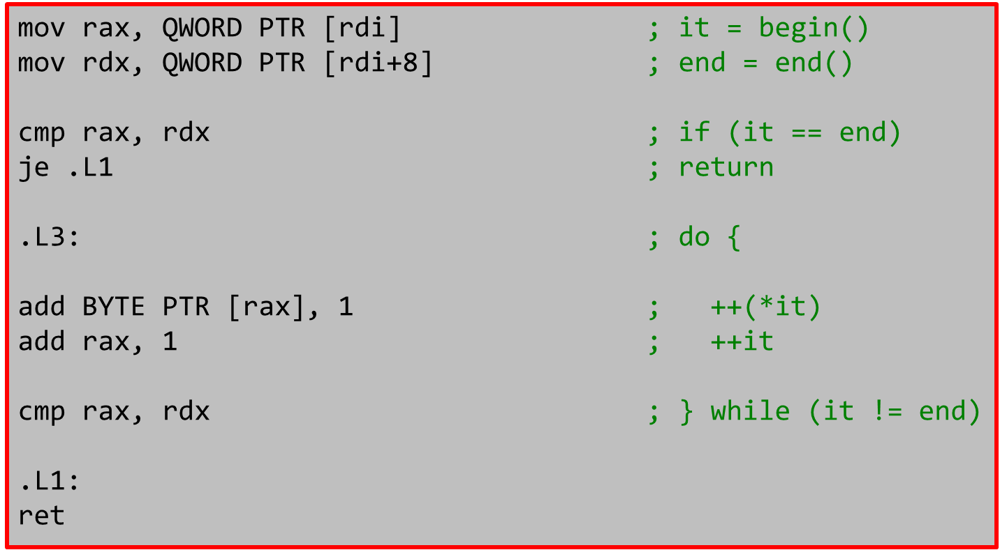 mov rax, QWORD PTR [rdi] ; it = begin()
mov rdx, QWORD PTR [rdi+8] ; end = end()
cmp rax, rdx ; if (it == end)
je .L1 ; return
.L3: ; do {
add BYTE PTR [rax], 1 ; ++(*it)
add rax, 1 ; ++it
cmp rax, rdx ; } while (it != end)
.L1:
ret